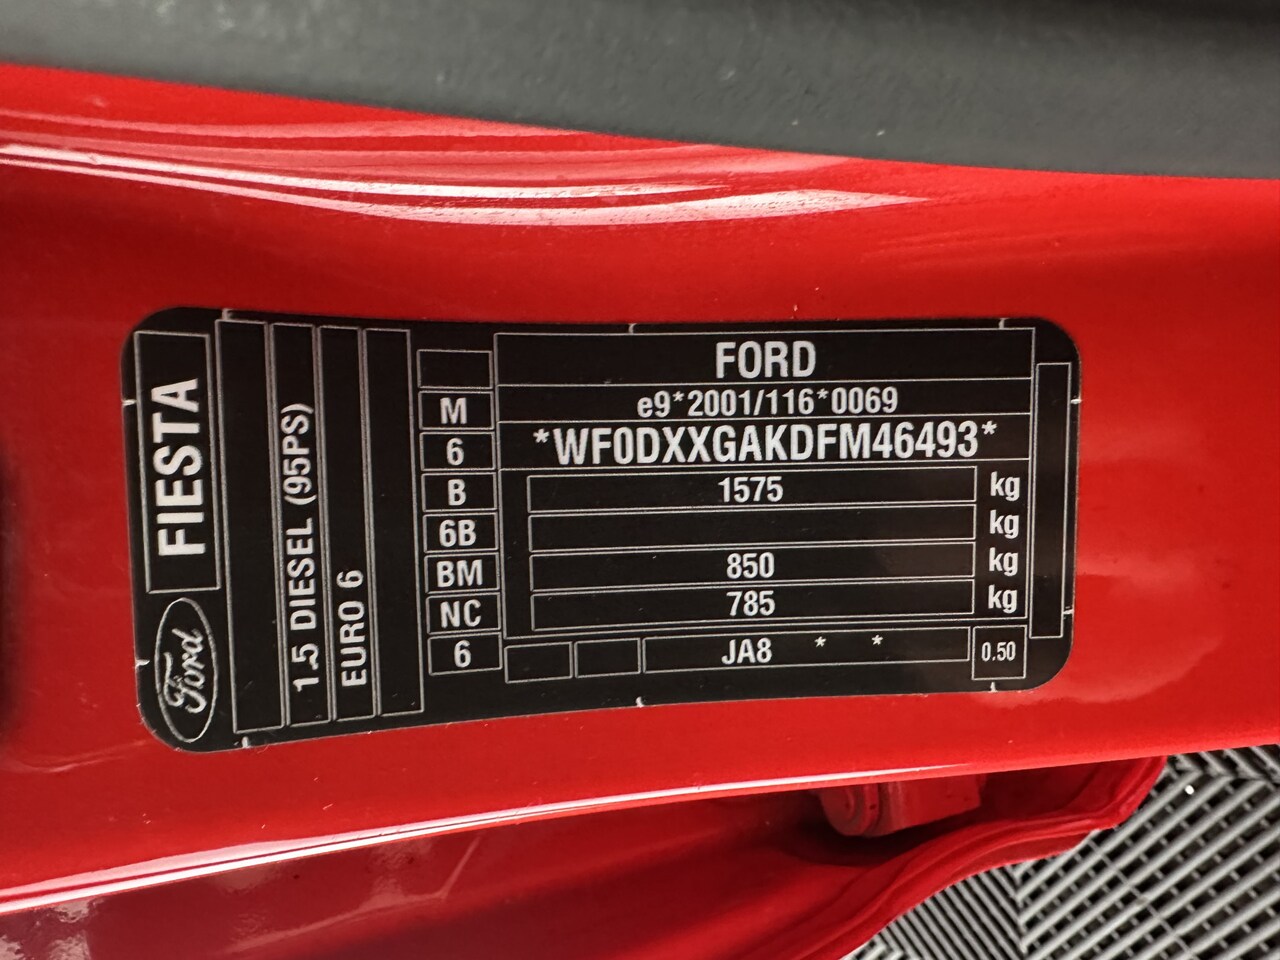 FORD
e9*2001/116*0069
*WF0DXXGAKDFM46493*
1575 kg
kg
850 kg
785 kg
JA8 * *
0.50
M
6
B
6B
BM
NC
6
FIESTA
Ford
1.5 DIESEL (95PS)
EURO 6